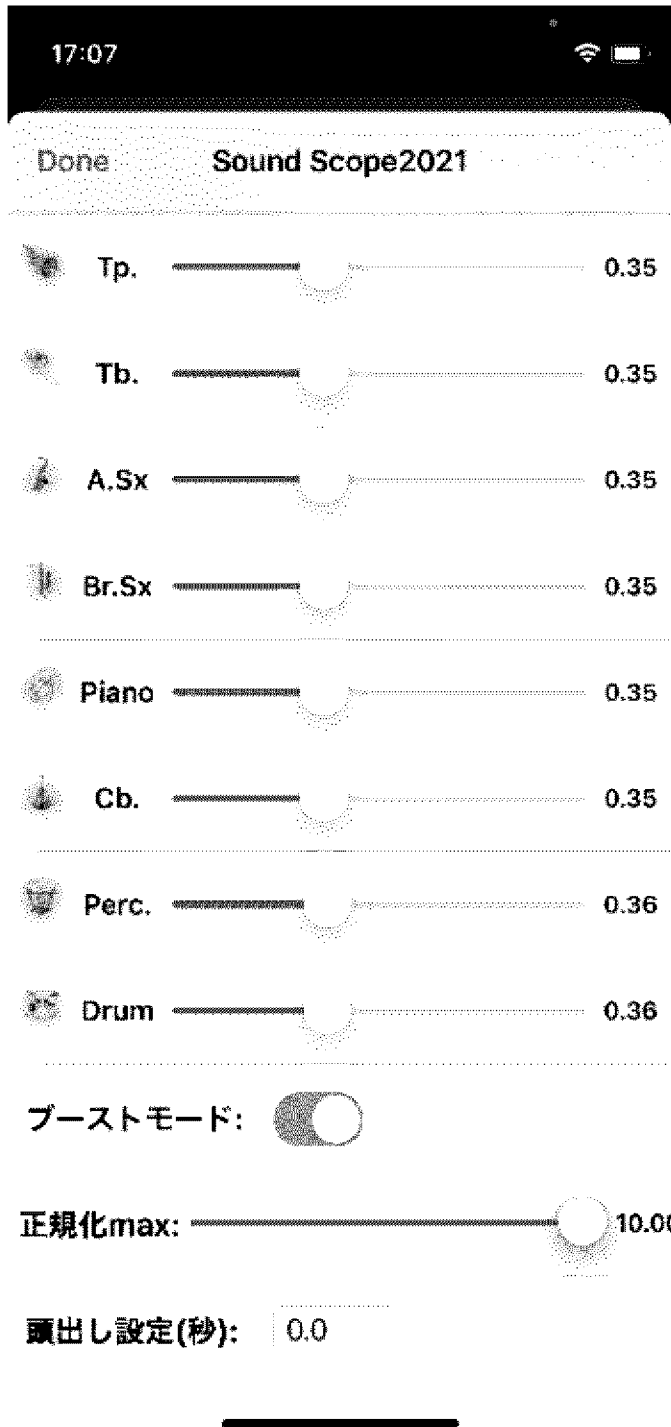 17:07
Done Sound Scope2021
Tp. 0.35
Tb. 0.35
A.Sx 0.35
Br.Sx 0.35
Piano 0.35
Cb. 0.35
Perc. 0.36
Drum 0.36
ブーストモード:
正規化max: 10.00
頭出し設定(秒): 0.0